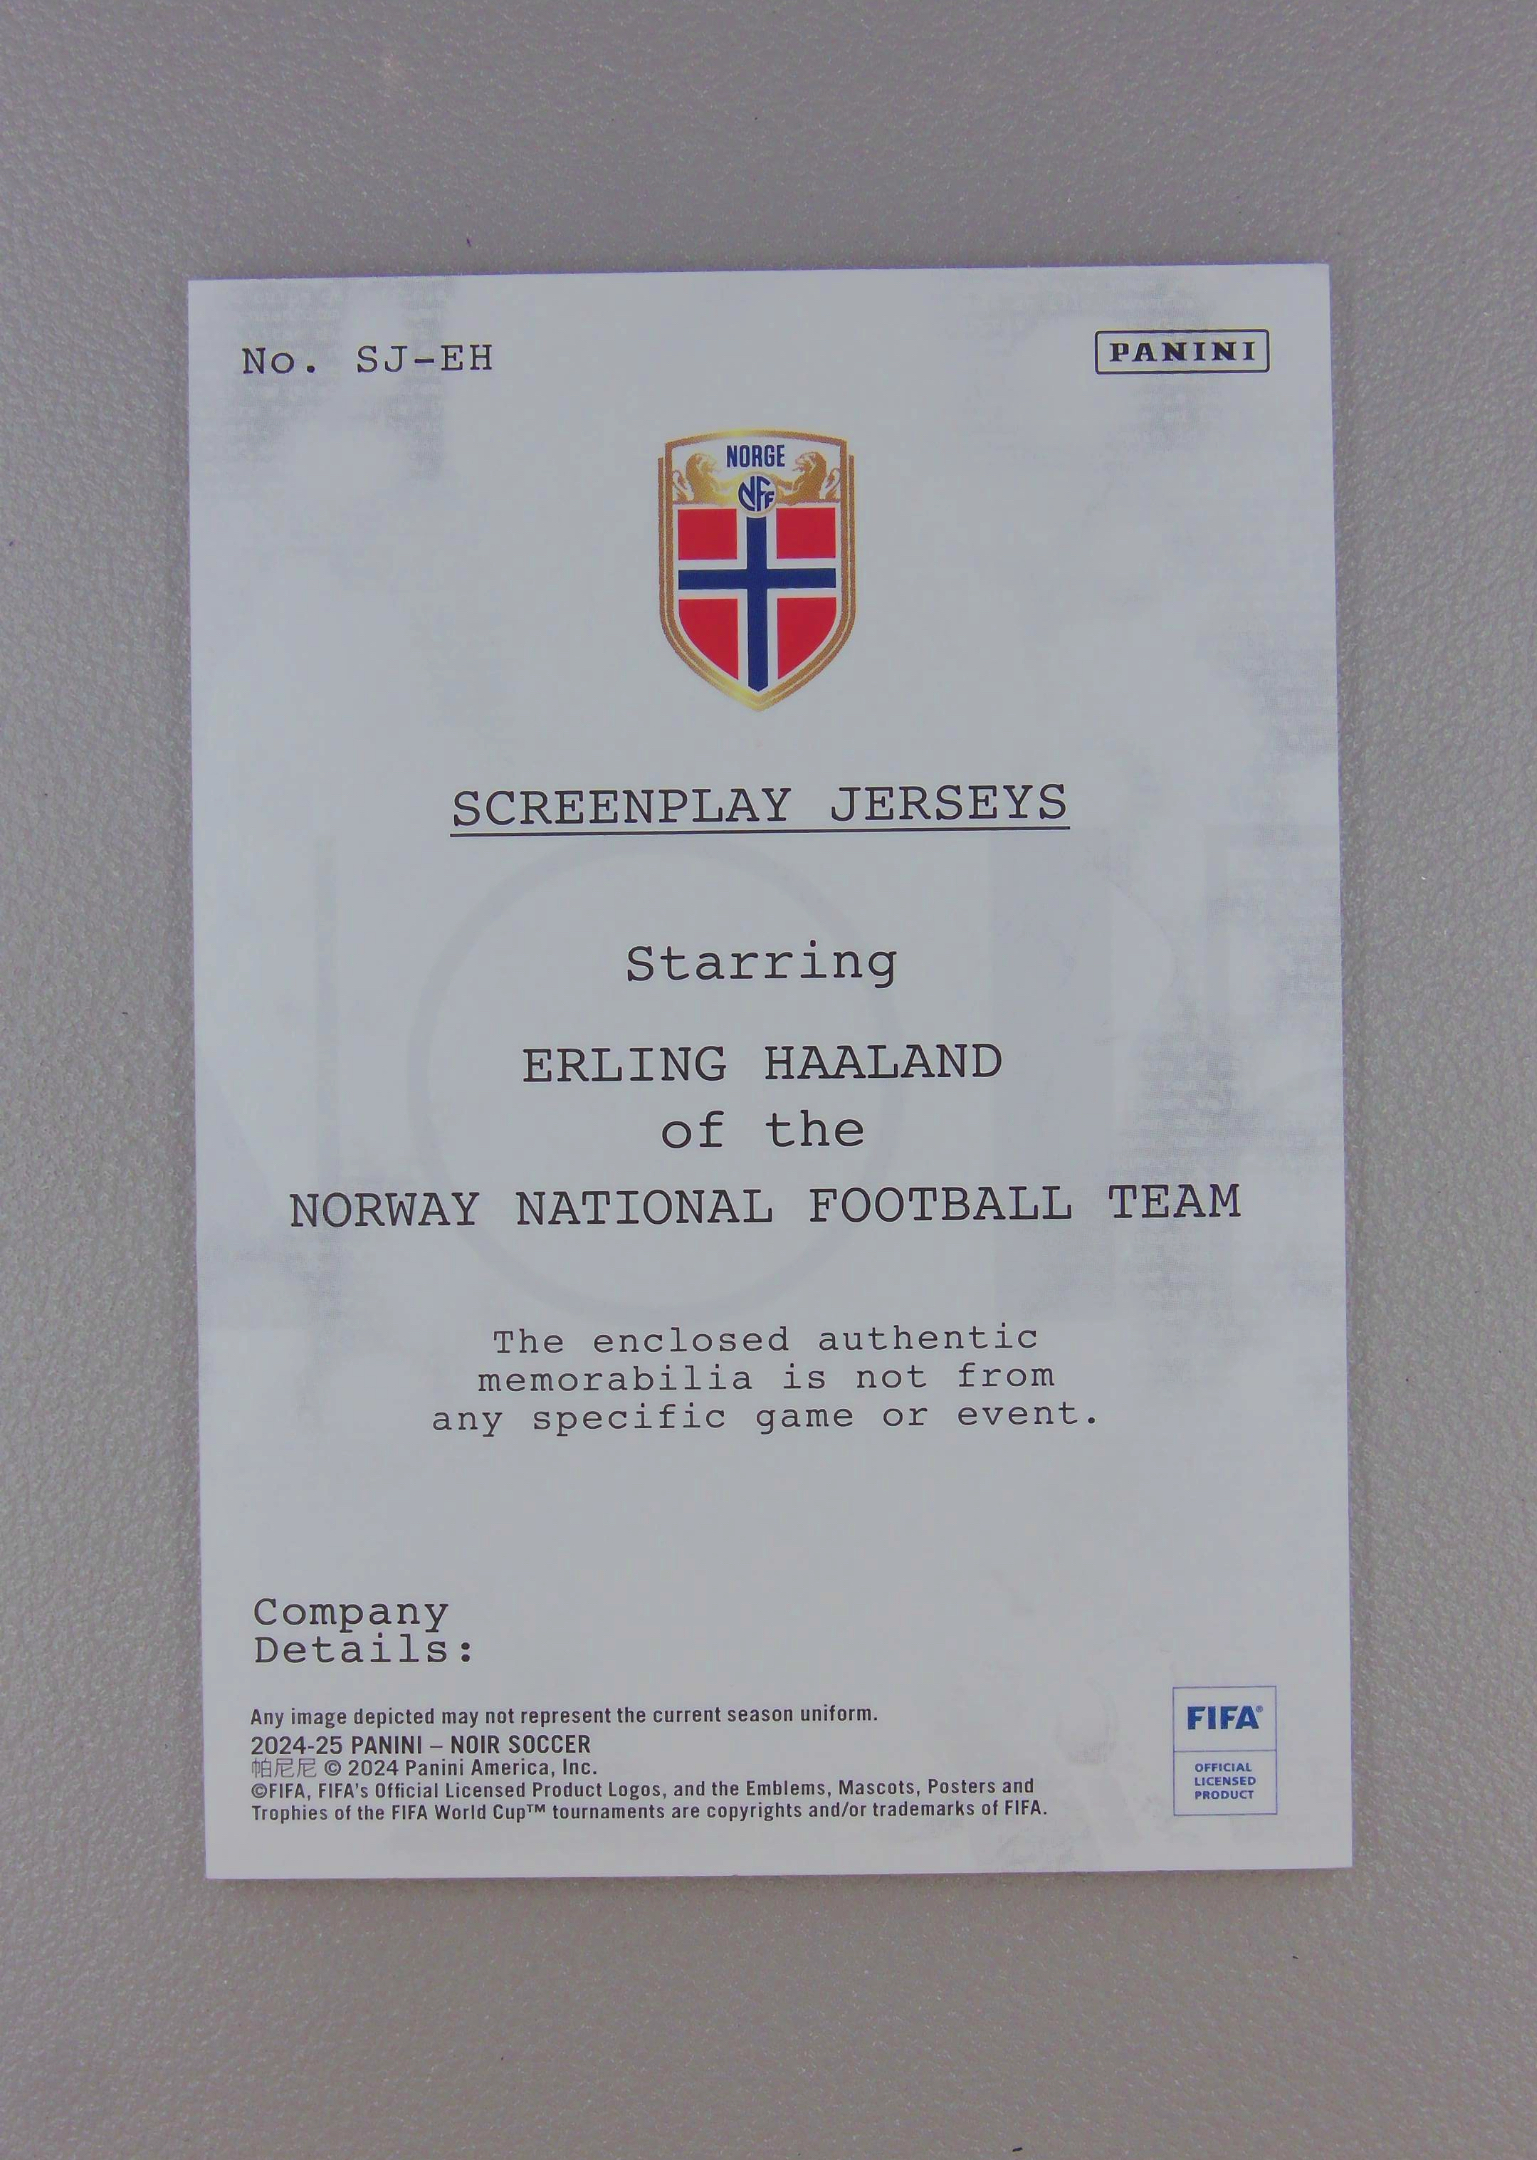 No. SJ-EH
PANINI
NORGE
NFF
SCREENPLAY JERSEYS
Starring
ERLING HAALAND
of the
NORWAY NATIONAL FOOTBALL TEAM
The enclosed authentic
memorabilia is not from
any specific game or event.
Company
Details:
Any image depicted may not represent the current season uniform.
2024-25 PANINI – NOIR SOCCER
帕尼尼 © 2024 Panini America, Inc.
©FIFA, FIFA's Official Licensed Product Logos, and the Emblems, Mascots, Posters and
Trophies of the FIFA World Cup™ tournaments are copyrights and/or trademarks of FIFA.
FIFA®
OFFICIAL
LICENSED
PRODUCT